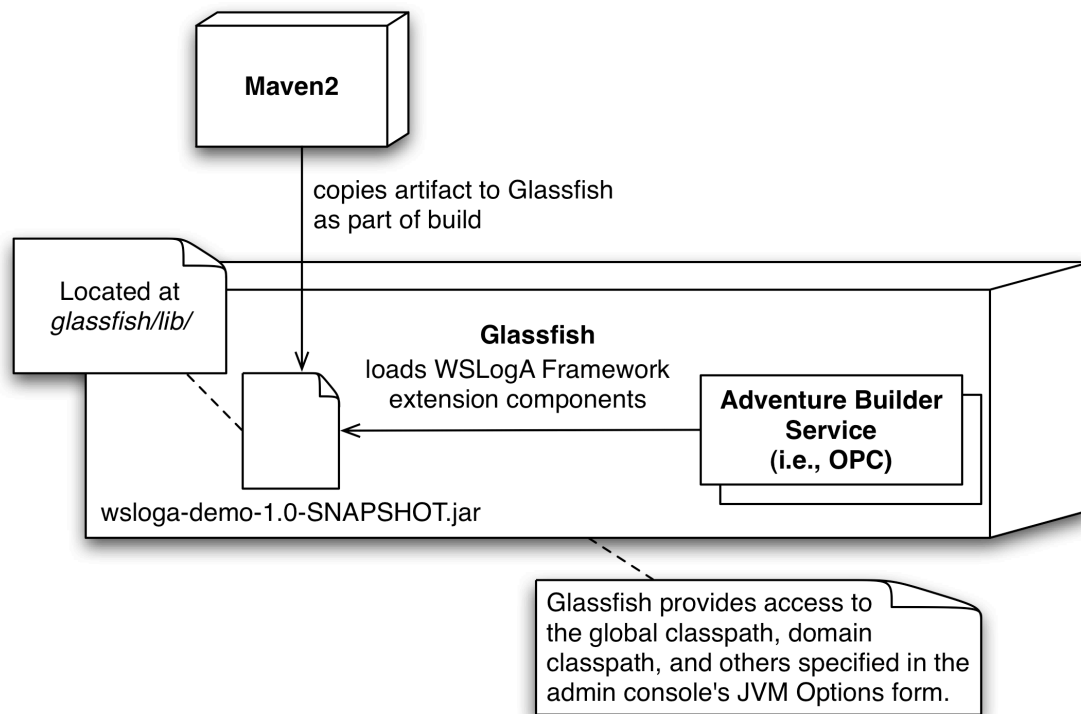 Maven2
copies artifact to Glassfish
as part of build
Located at
glassfish/lib/
Glassfish
loads WSLogA Framework
extension components
Adventure Builder
Service
(i.e., OPC)
wsloga-demo-1.0-SNAPSHOT.jar
Glassfish provides access to
the global classpath, domain
classpath, and others specified in the
admin console's JVM Options form.